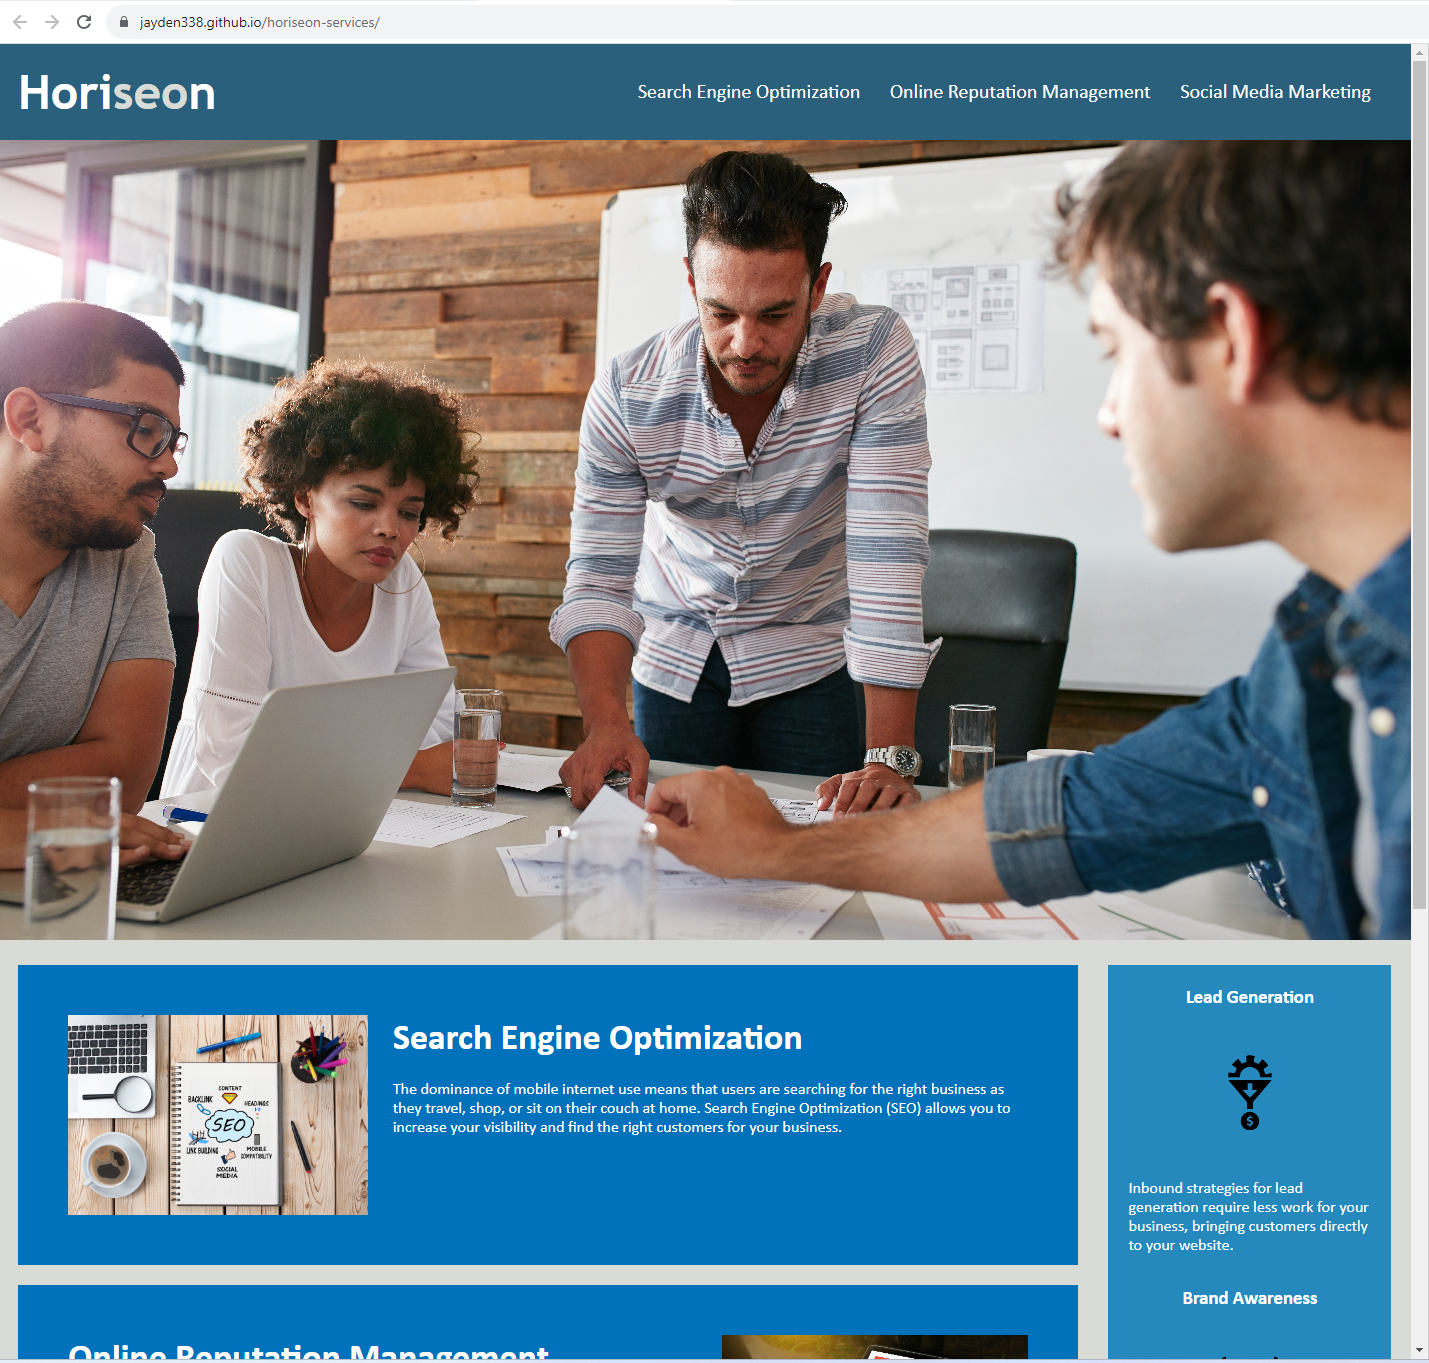 jayden338.github.io/horiseon-services/
Horiseon
Search Engine Optimization
Online Reputation Management
Social Media Marketing
Search Engine Optimization
The dominance of mobile internet use means that users are searching for the right business as
they travel, shop, or sit on their couch at home. Search Engine Optimization (SEO) allows you to
increase your visibility and find the right customers for your business.
CONTENT
BACKLINK
HEADINGS
SEO
LINK BUILDING
MOBILE
COMPATIBILITY
SOCIAL
MEDIA
Lead Generation
$
Inbound strategies for lead
generation require less work for your
business, bringing customers directly
to your website.
Brand Awareness
Online Reputation Management